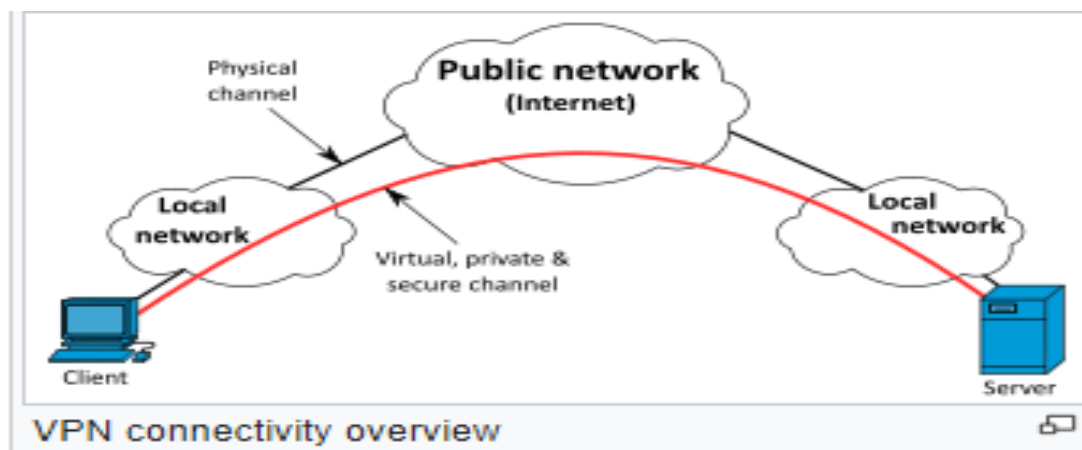 Public network
(Internet)
Physical
channel
Local
network
Local
network
Virtual, private &
secure channel
Client
Server
VPN connectivity overview